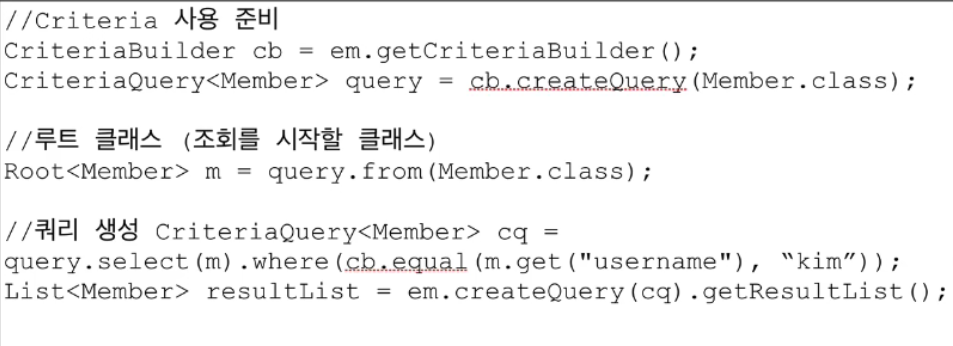 //Criteria 사용 준비
CriteriaBuilder cb = em.getCriteriaBuilder();
CriteriaQuery<Member> query = cb.createQuery(Member.class);
//루트 클래스 (조회를 시작할 클래스)
Root<Member> m = query.from(Member.class);
//쿼리 생성 CriteriaQuery<Member> cq =
query.select(m).where(cb.equal(m.get("username"), “kim”));
List<Member> resultList = em.createQuery(cq).getResultList();